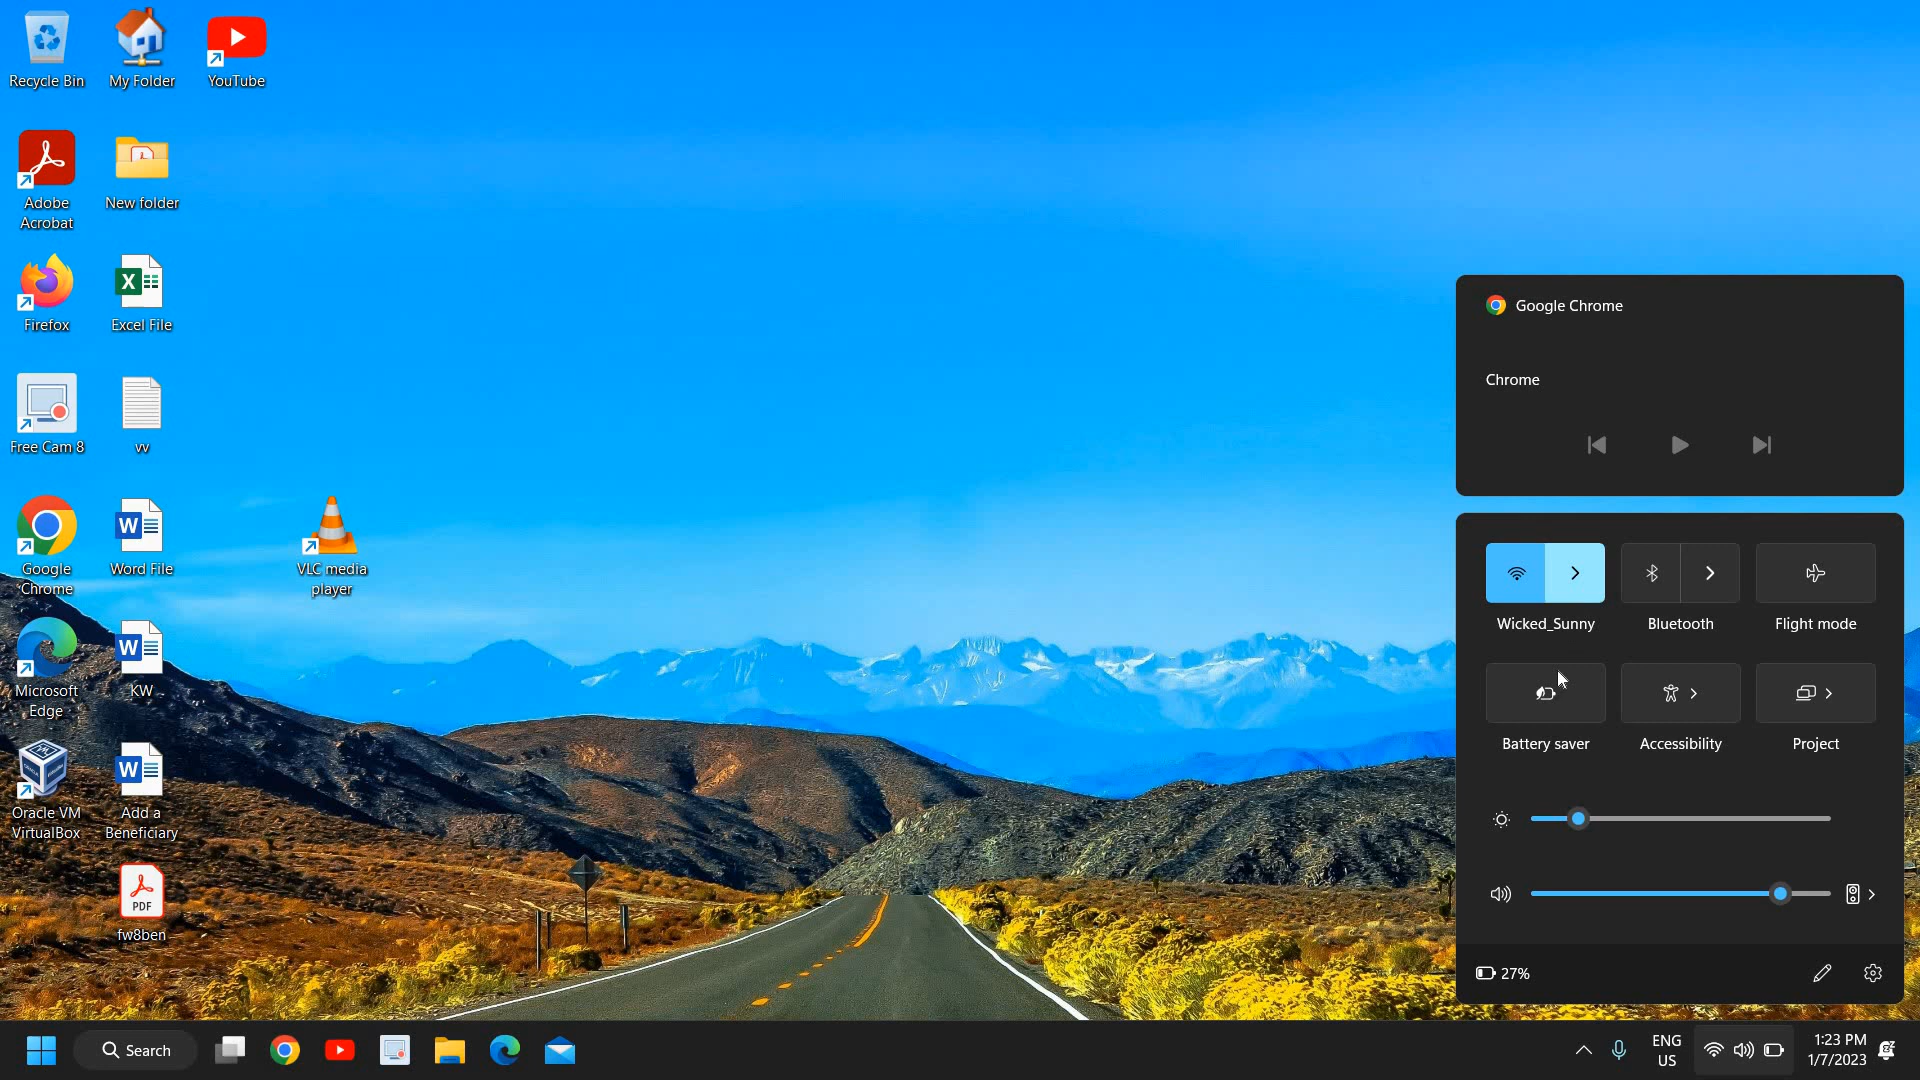 Recycle Bin
My Folder
YouTube
Adobe
Acrobat
New folder
Firefox
Excel File
Free Cam 8
vv
Google
Chrome
Word File
VLC media
player
Microsoft
Edge
KW
Oracle VM
VirtualBox
Add a
Beneficiary
PDF
fw8ben
Google Chrome
Chrome
Wicked_Sunny
Bluetooth
Flight mode
Battery saver
Accessibility
Project
27%
Search
ENG
US
1:23 PM
1/7/2023